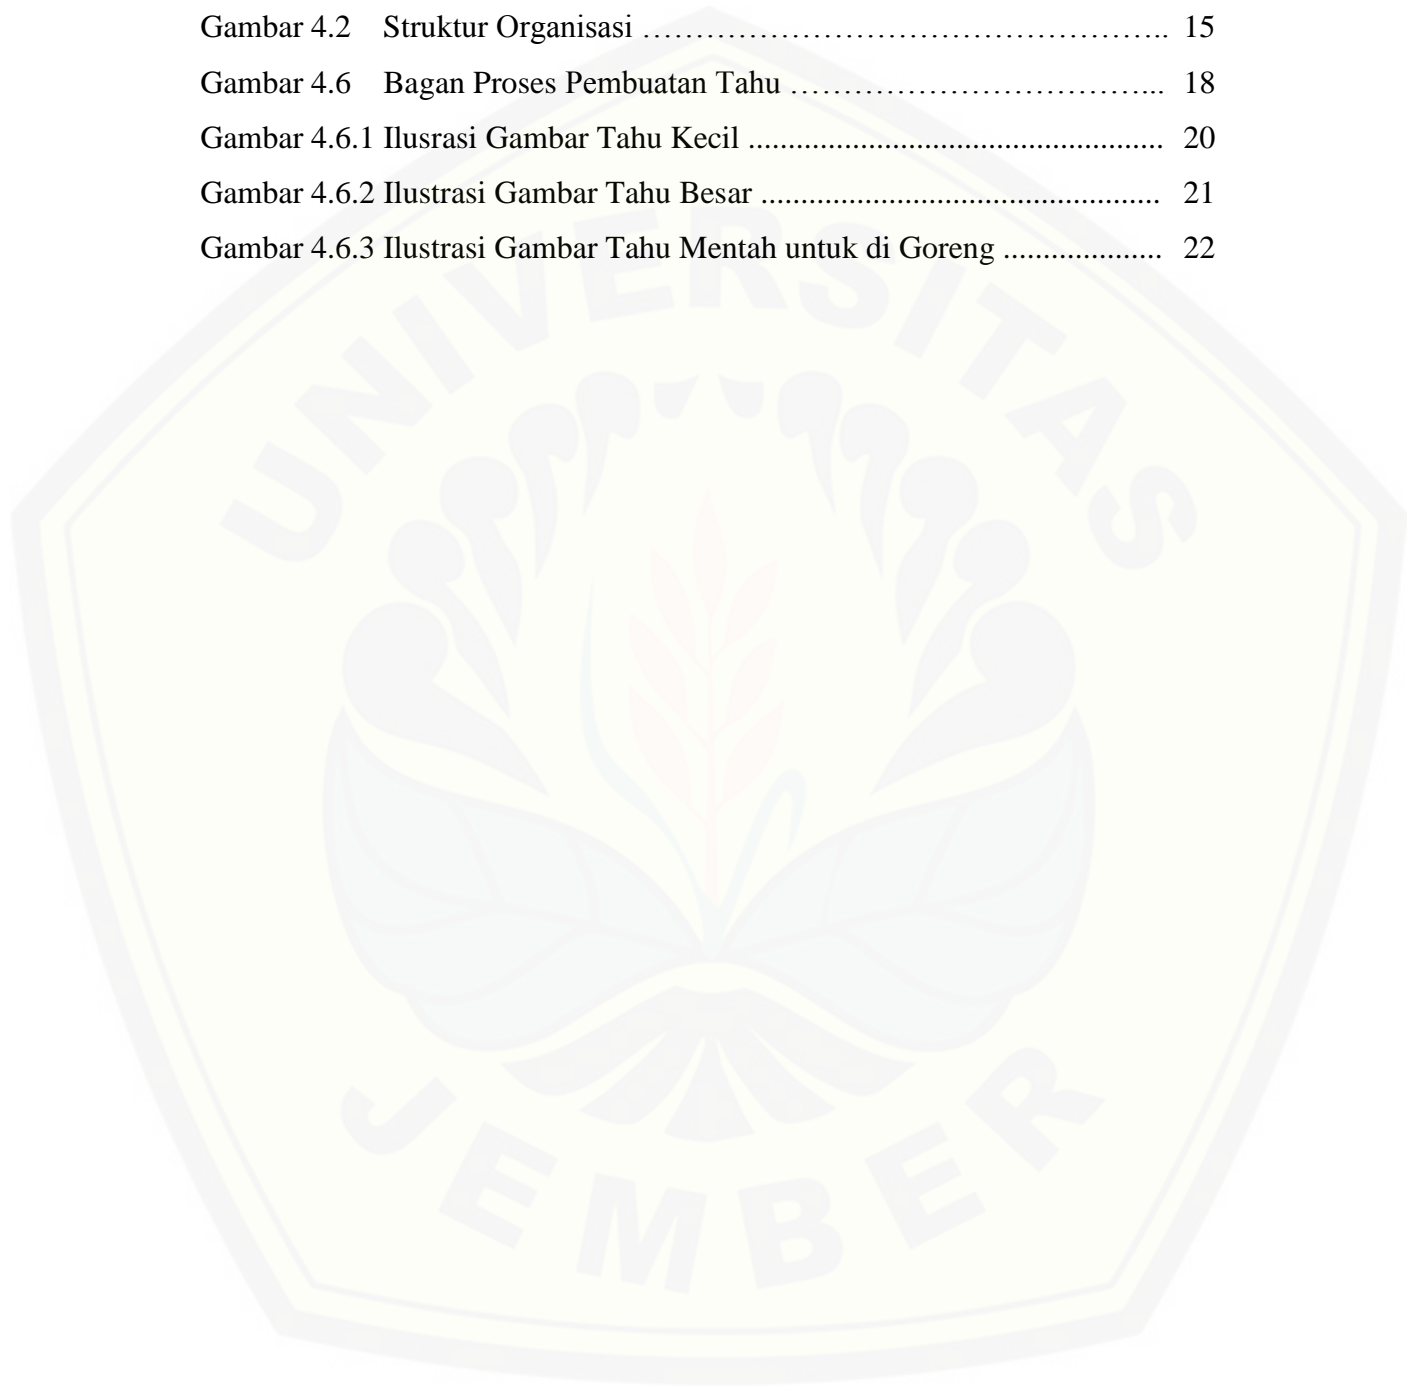 Gambar 4.2 Struktur Organisasi ……………………………………………….. 15
Gambar 4.6 Bagan Proses Pembuatan Tahu ……………………………….... 18
Gambar 4.6.1 Ilusrasi Gambar Tahu Kecil .................................................... 20
Gambar 4.6.2 Ilustrasi Gambar Tahu Besar .................................................. 21
Gambar 4.6.3 Ilustrasi Gambar Tahu Mentah untuk di Goreng .................... 22
UNIVERSITAS
JEMBER